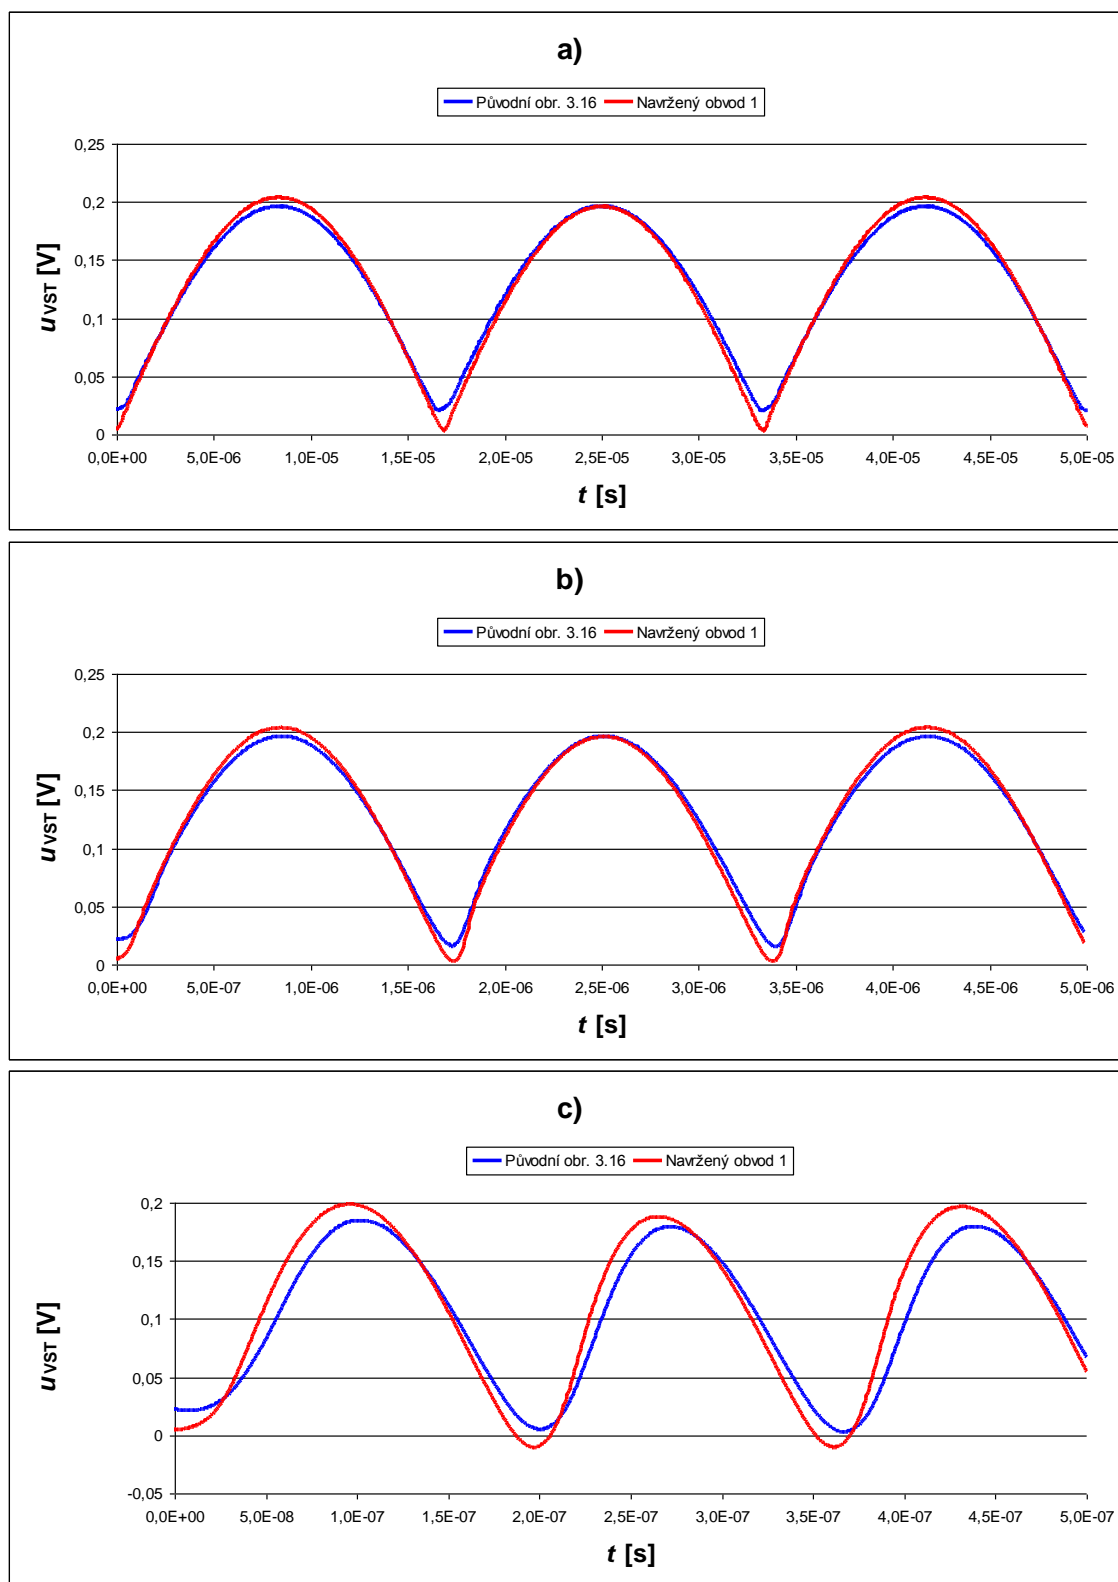 a)
Původní obr. 3.16 Navržený obvod 1
0,25
0,2
0,15
0,1
0,05
0
u VST [V]
0,0E+00 5,0E-06 1,0E-05 1,5E-05 2,0E-05 2,5E-05 3,0E-05 3,5E-05 4,0E-05 4,5E-05 5,0E-05
t [s]
b)
Původní obr. 3.16 Navržený obvod 1
0,25
0,2
0,15
0,1
0,05
0
u VST [V]
0,0E+00 5,0E-07 1,0E-06 1,5E-06 2,0E-06 2,5E-06 3,0E-06 3,5E-06 4,0E-06 4,5E-06 5,0E-06
t [s]
c)
Původní obr. 3.16 Navržený obvod 1
0,2
0,15
0,1
0,05
0
-0,05
u VST [V]
0,0E+00 5,0E-08 1,0E-07 1,5E-07 2,0E-07 2,5E-07 3,0E-07 3,5E-07 4,0E-07 4,5E-07 5,0E-07
t [s]